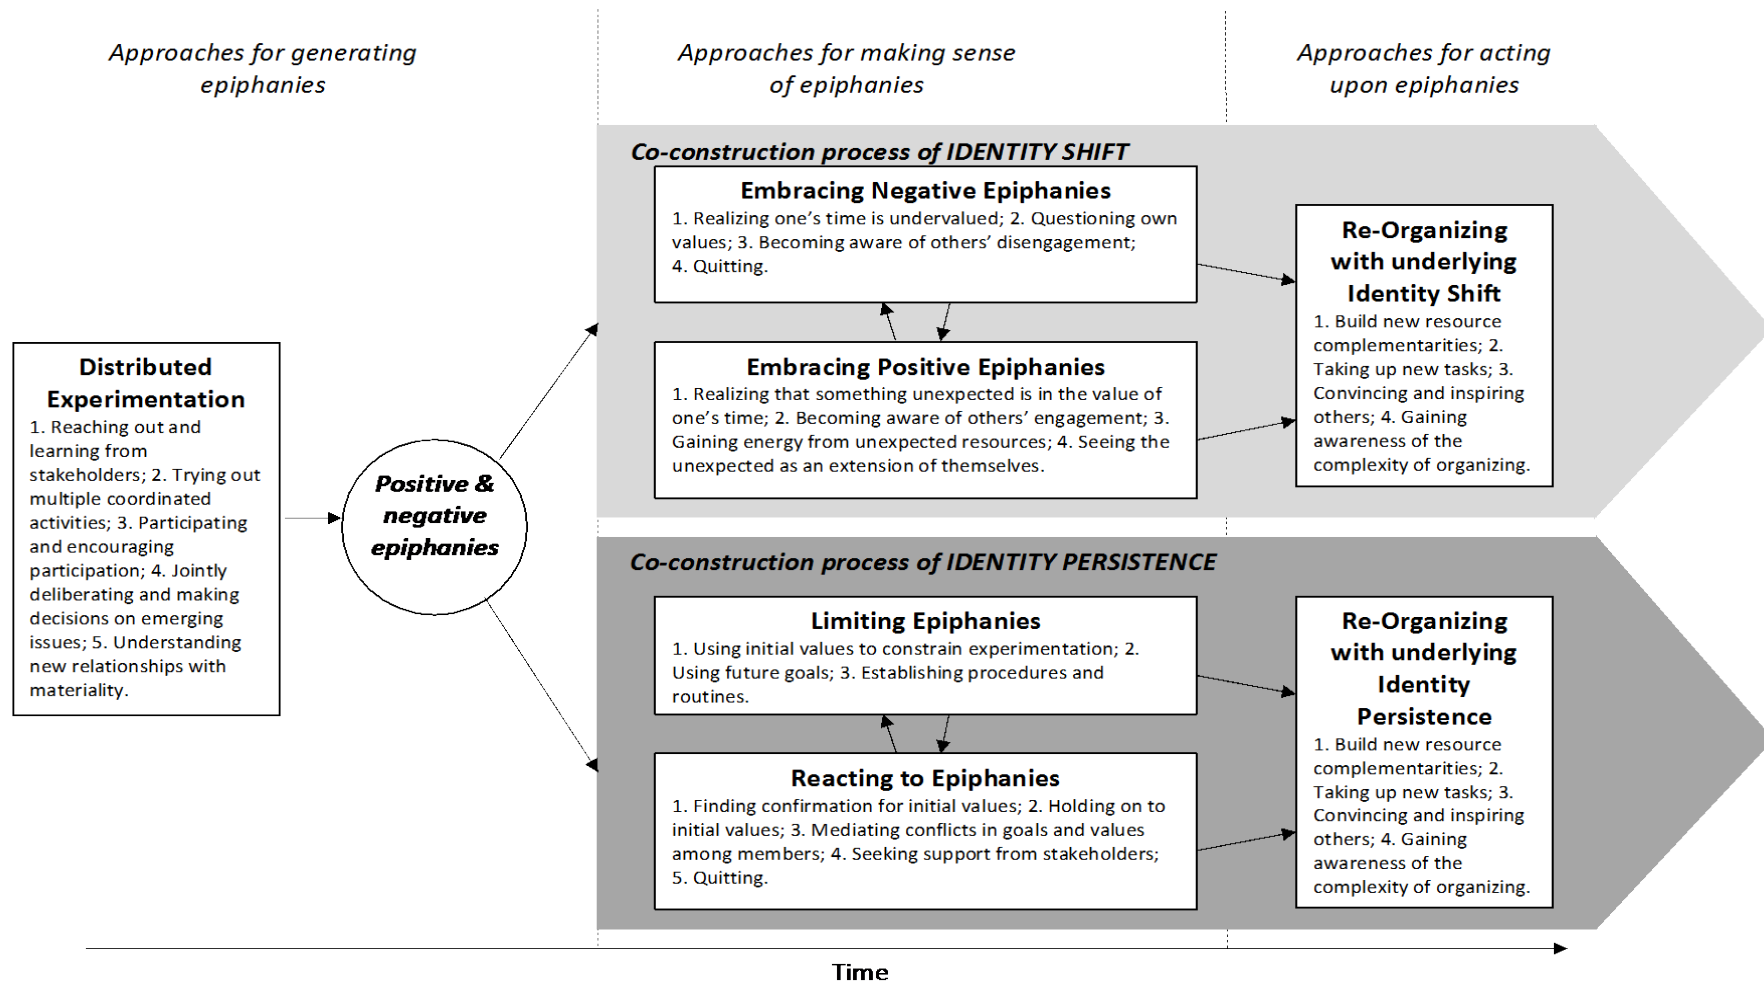 Approaches for generating
epiphanies
Approaches for making sense
of epiphanies
Approaches for acting
upon epiphanies
Distributed
Experimentation
1. Reaching out and
learning from
stakeholders; 2. Trying out
multiple coordinated
activities; 3. Participating
and encouraging
participation; 4. Jointly
deliberating and making
decisions on emerging
issues; 5. Understanding
new relationships with
materiality.
Positive &
negative
epiphanies
Co-construction process of IDENTITY SHIFT
Embracing Negative Epiphanies
1. Realizing one’s time is undervalued; 2. Questioning own
values; 3. Becoming aware of others’ disengagement;
4. Quitting.
Embracing Positive Epiphanies
1. Realizing that something unexpected is in the value of
one’s time; 2. Becoming aware of others’ engagement; 3.
Gaining energy from unexpected resources; 4. Seeing the
unexpected as an extension of themselves.
Re-Organizing
with underlying
Identity Shift
1. Build new resource
complementarities; 2.
Taking up new tasks; 3.
Convincing and inspiring
others; 4. Gaining
awareness of the
complexity of organizing.
Co-construction process of IDENTITY PERSISTENCE
Limiting Epiphanies
1. Using initial values to constrain experimentation; 2.
Using future goals; 3. Establishing procedures and
routines.
Reacting to Epiphanies
1. Finding confirmation for initial values; 2. Holding on to
initial values; 3. Mediating conflicts in goals and values
among members; 4. Seeking support from stakeholders;
5. Quitting.
Re-Organizing
with underlying
Identity
Persistence
1. Build new resource
complementarities; 2.
Taking up new tasks; 3.
Convincing and inspiring
others; 4. Gaining
awareness of the
complexity of organizing.
Time